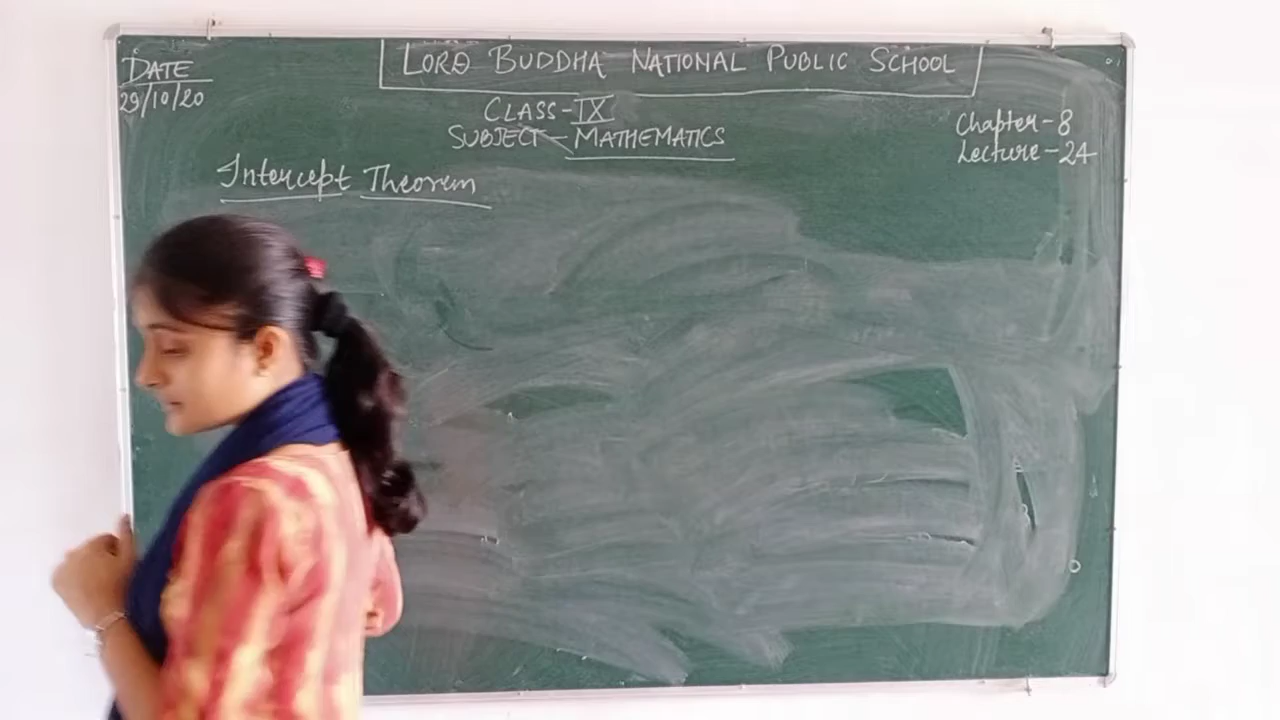 DATE
29/10/20
LORD BUDDHA NATIONAL PUBLIC SCHOOL
CLASS-IX
SUBJECT-MATHEMATICS
Chapter-8
Lecture-24
Intercept Theorem